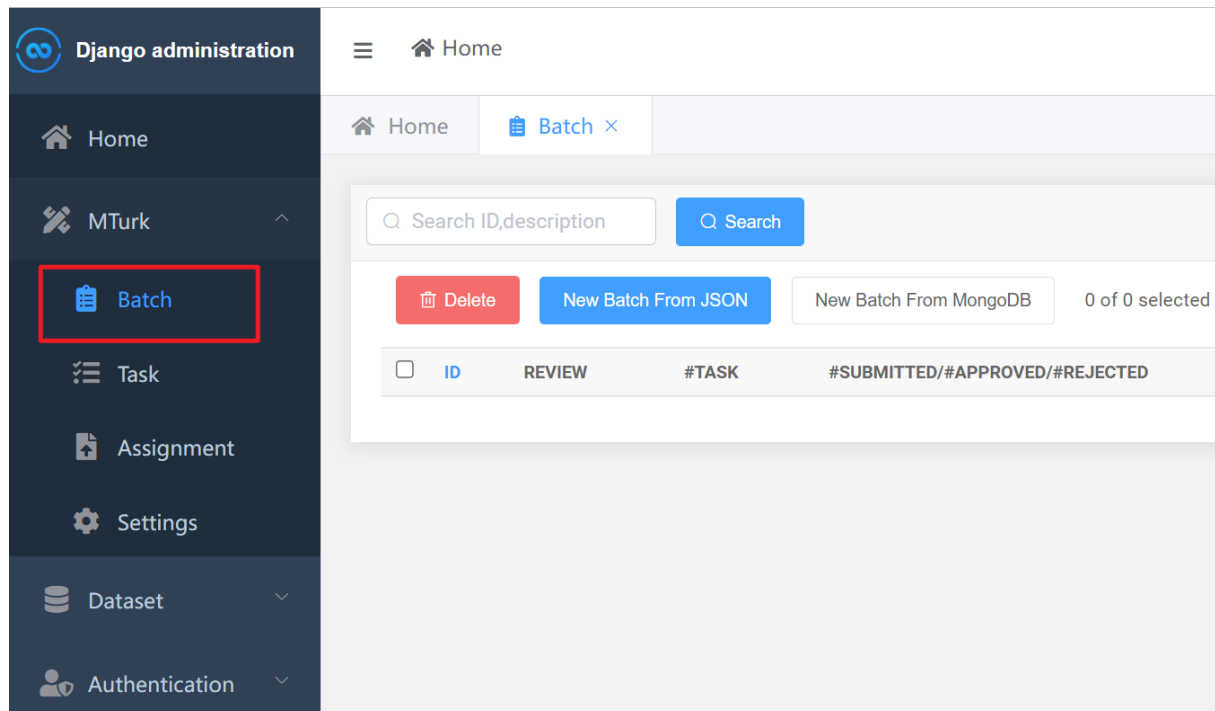 Django administration
Home
Home
MTurk
Batch
Task
Assignment
Settings
Dataset
Authentication
Home
Batch ×
Search ID,description
Search
Delete
New Batch From JSON
New Batch From MongoDB
0 of 0 selected
ID REVIEW #TASK #SUBMITTED/#APPROVED/#REJECTED